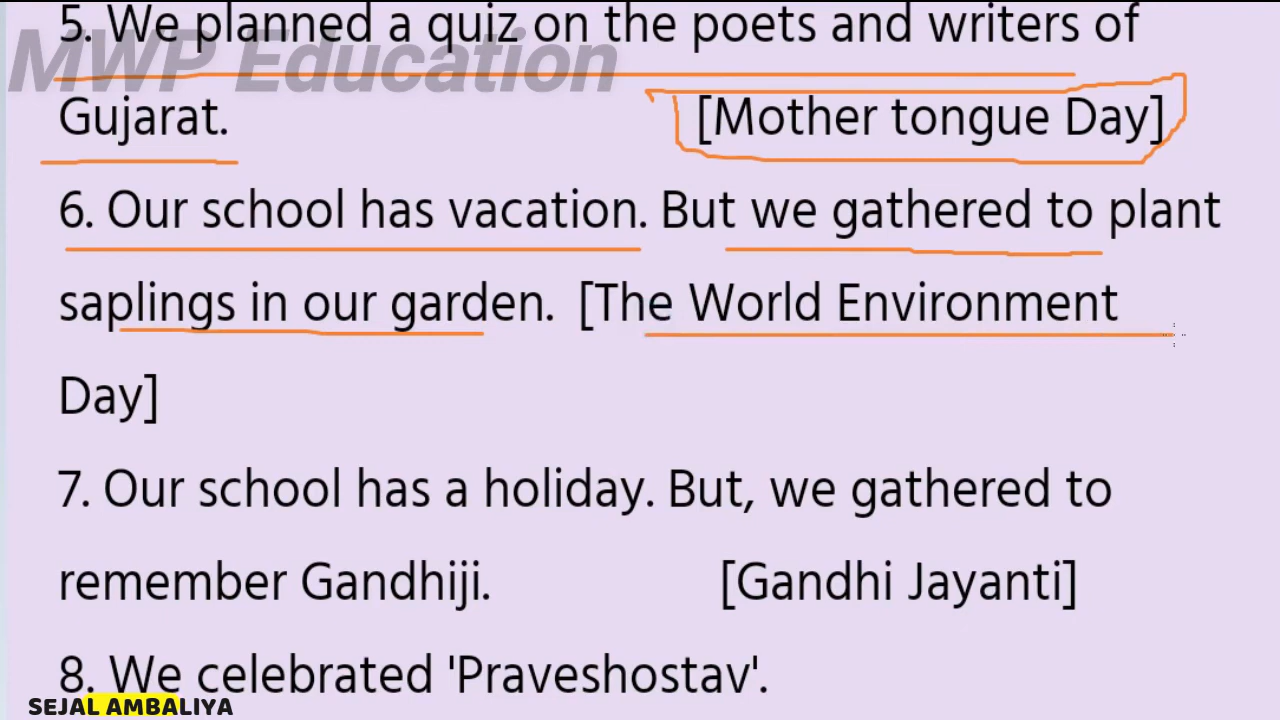 5. We planned a quiz on the poets and writers of
MWP Education
Gujarat. [Mother tongue Day]
6. Our school has vacation. But we gathered to plant
saplings in our garden. [The World Environment
Day]
7. Our school has a holiday. But, we gathered to
remember Gandhiji. [Gandhi Jayanti]
8. We celebrated 'Praveshostav'.
SEJAL AMBALIYA